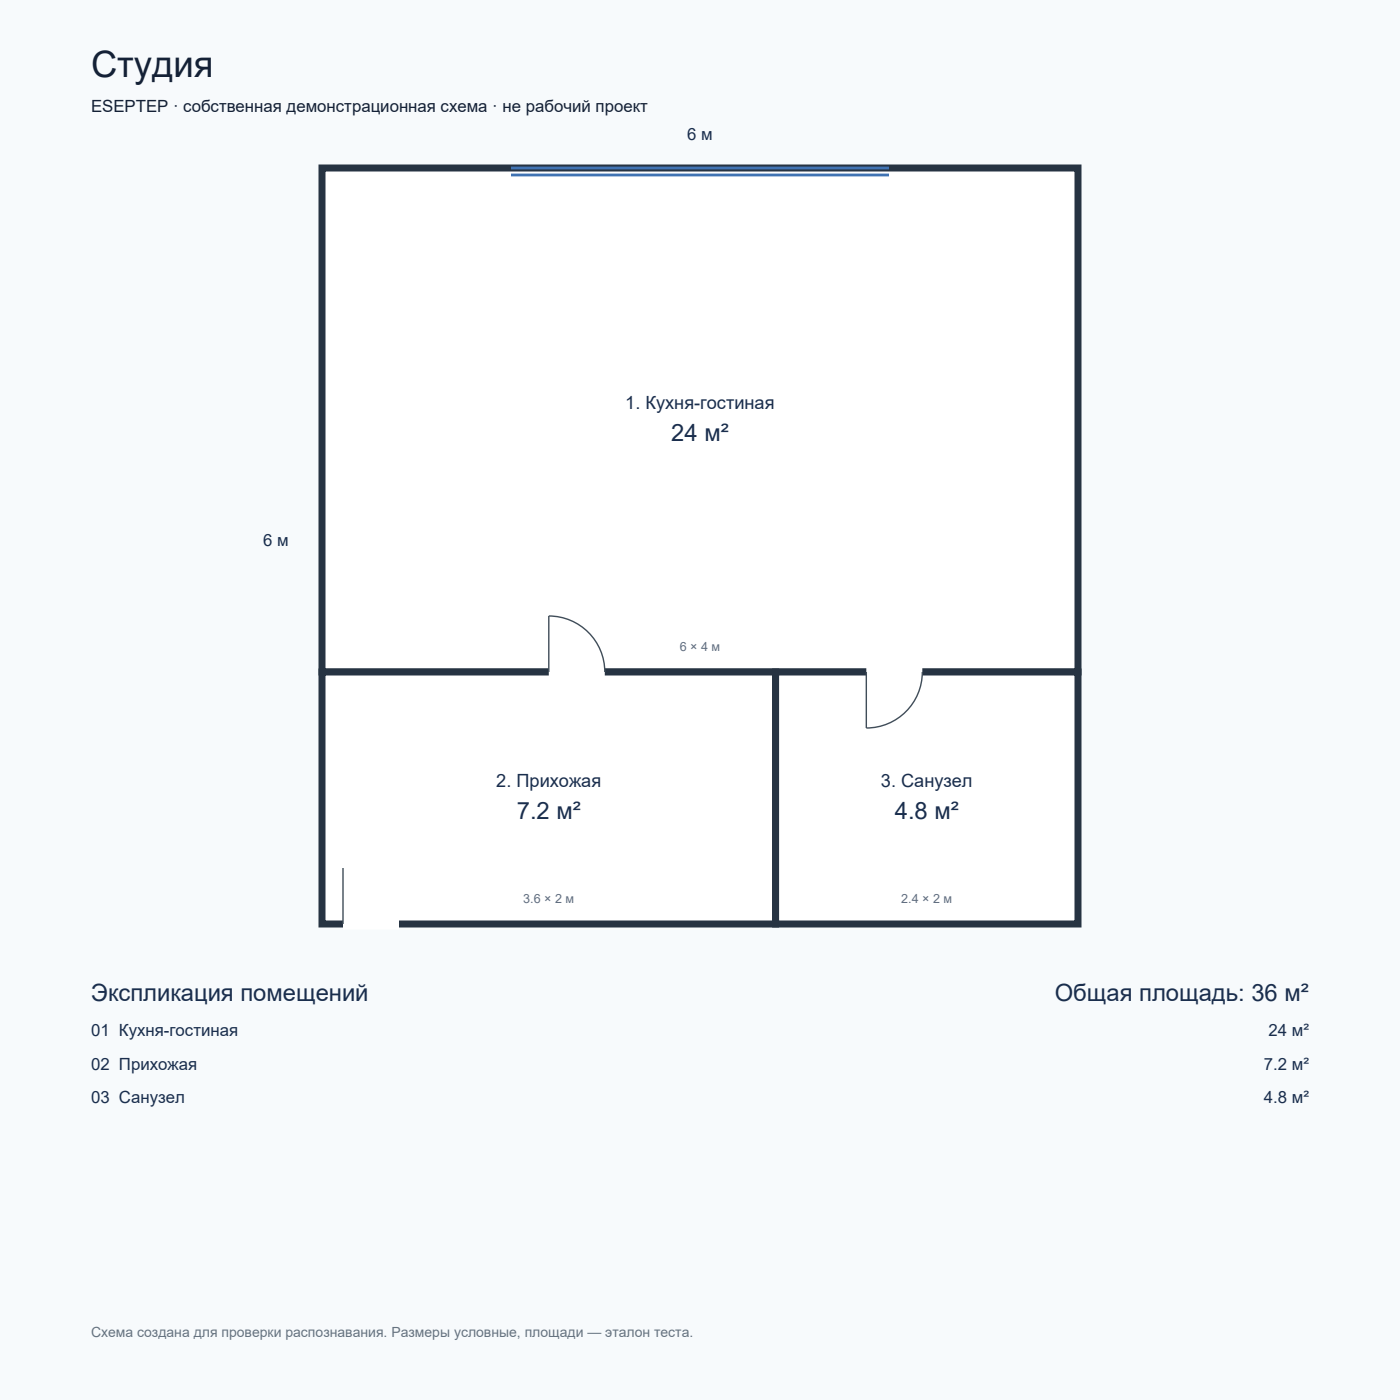 Студия
ESEPTEP · собственная демонстрационная схема · не рабочий проект
6 м
1. Кухня-гостиная
24 м²
6 м
6 × 4 м
2. Прихожая
7.2 м²
3. Санузел
4.8 м²
3.6 × 2 м
2.4 × 2 м
Экспликация помещений
Общая площадь: 36 м²
01 Кухня-гостиная
24 м²
02 Прихожая
7.2 м²
03 Санузел
4.8 м²
Схема создана для проверки распознавания. Размеры условные, площади — эталон теста.